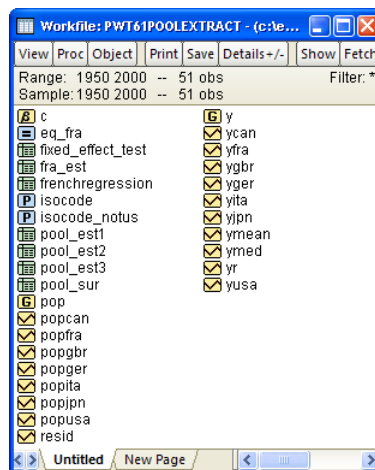 Workfile: PWT61POOLEXTRACT - (c:\e...
View Proc Object Print Save Details+/- Show Fetch
Range: 1950 2000 -- 51 obs Filter: *
Sample: 1950 2000 -- 51 obs
β c
= eq_fra
fixed_effect_test
fra_est
frenchregression
P isocode
P isocode_notus
pool_est1
pool_est2
pool_est3
pool_sur
G pop
popcan
popfra
popgbr
popger
popita
popjpn
popusa
resid
G y
ycan
yfra
ygbr
yger
yita
yjpn
ymean
ymed
yr
yusa
Untitled New Page